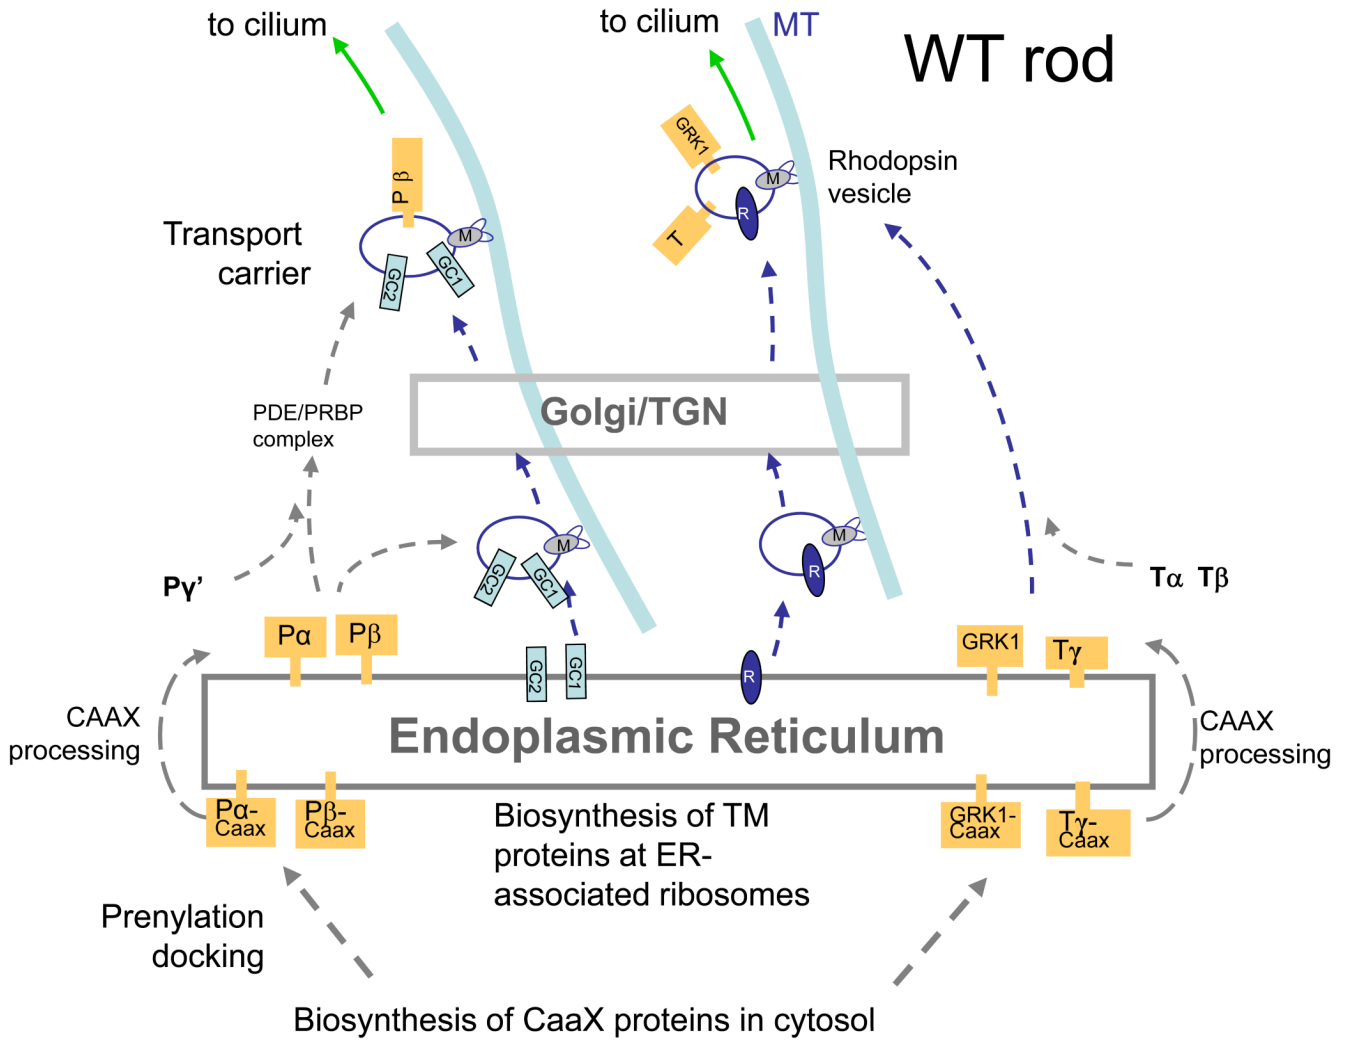 to cilium
to cilium
MT
WT rod
P β
GRK1
M
R
T
Rhodopsin
vesicle
Transport
carrier
M
GC2
GC1
PDE/PRBP
complex
Golgi/TGN
M
GC2
GC1
M
R
Pγ’
Tα Tβ
Pα
Pβ
GC2
GC1
R
GRK1
Tγ
CAAX
processing
Endoplasmic Reticulum
CAAX
processing
Pα-
Caax
Pβ-
Caax
Biosynthesis of TM
proteins at ER-
associated ribosomes
GRK1-
Caax
Tγ-
Caax
Prenylation
docking
Biosynthesis of CaaX proteins in cytosol